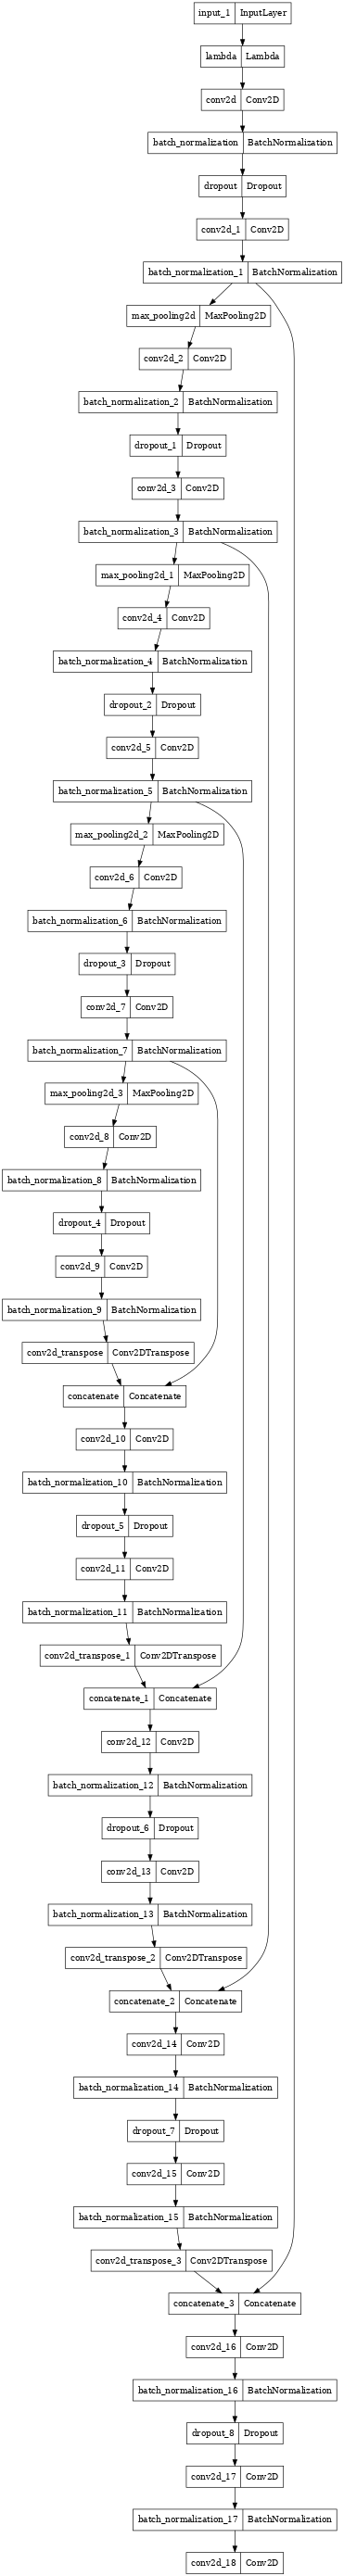 input_1 InputLayer
lambda Lambda
conv2d Conv2D
batch_normalization BatchNormalization
dropout Dropout
conv2d_1 Conv2D
batch_normalization_1 BatchNormalization
max_pooling2d MaxPooling2D
conv2d_2 Conv2D
batch_normalization_2 BatchNormalization
dropout_1 Dropout
conv2d_3 Conv2D
batch_normalization_3 BatchNormalization
max_pooling2d_1 MaxPooling2D
conv2d_4 Conv2D
batch_normalization_4 BatchNormalization
dropout_2 Dropout
conv2d_5 Conv2D
batch_normalization_5 BatchNormalization
max_pooling2d_2 MaxPooling2D
conv2d_6 Conv2D
batch_normalization_6 BatchNormalization
dropout_3 Dropout
conv2d_7 Conv2D
batch_normalization_7 BatchNormalization
max_pooling2d_3 MaxPooling2D
conv2d_8 Conv2D
batch_normalization_8 BatchNormalization
dropout_4 Dropout
conv2d_9 Conv2D
batch_normalization_9 BatchNormalization
conv2d_transpose Conv2DTranspose
concatenate Concatenate
conv2d_10 Conv2D
batch_normalization_10 BatchNormalization
dropout_5 Dropout
conv2d_11 Conv2D
batch_normalization_11 BatchNormalization
conv2d_transpose_1 Conv2DTranspose
concatenate_1 Concatenate
conv2d_12 Conv2D
batch_normalization_12 BatchNormalization
dropout_6 Dropout
conv2d_13 Conv2D
batch_normalization_13 BatchNormalization
conv2d_transpose_2 Conv2DTranspose
concatenate_2 Concatenate
conv2d_14 Conv2D
batch_normalization_14 BatchNormalization
dropout_7 Dropout
conv2d_15 Conv2D
batch_normalization_15 BatchNormalization
conv2d_transpose_3 Conv2DTranspose
concatenate_3 Concatenate
conv2d_16 Conv2D
batch_normalization_16 BatchNormalization
dropout_8 Dropout
conv2d_17 Conv2D
batch_normalization_17 BatchNormalization
conv2d_18 Conv2D